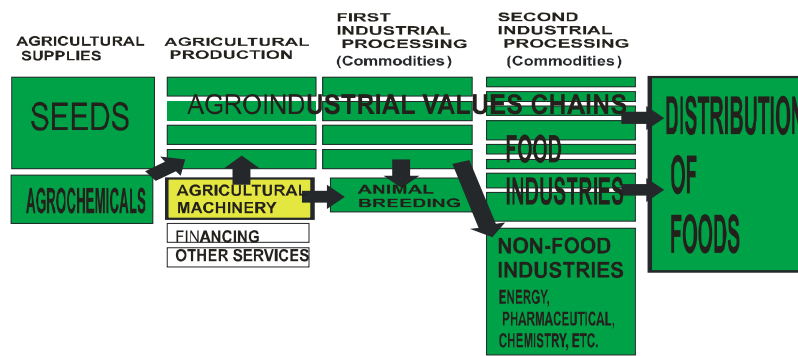 AGRICULTURAL
SUPPLIES
AGRICULTURAL
PRODUCTION
FIRST
INDUSTRIAL
PROCESSING
(Commodities)
SECOND
INDUSTRIAL
PROCESSING
(Commodities)
SEEDS
AGROCHEMICALS
AGROINDUSTRIAL VALUES CHAINS
AGRICULTURAL
MACHINERY
FINANCING
OTHER SERVICES
ANIMAL
BREEDING
FOOD
INDUSTRIES
NON-FOOD
INDUSTRIES
ENERGY,
PHARMACEUTICAL,
CHEMISTRY, ETC.
DISTRIBUTION
OF
FOODS